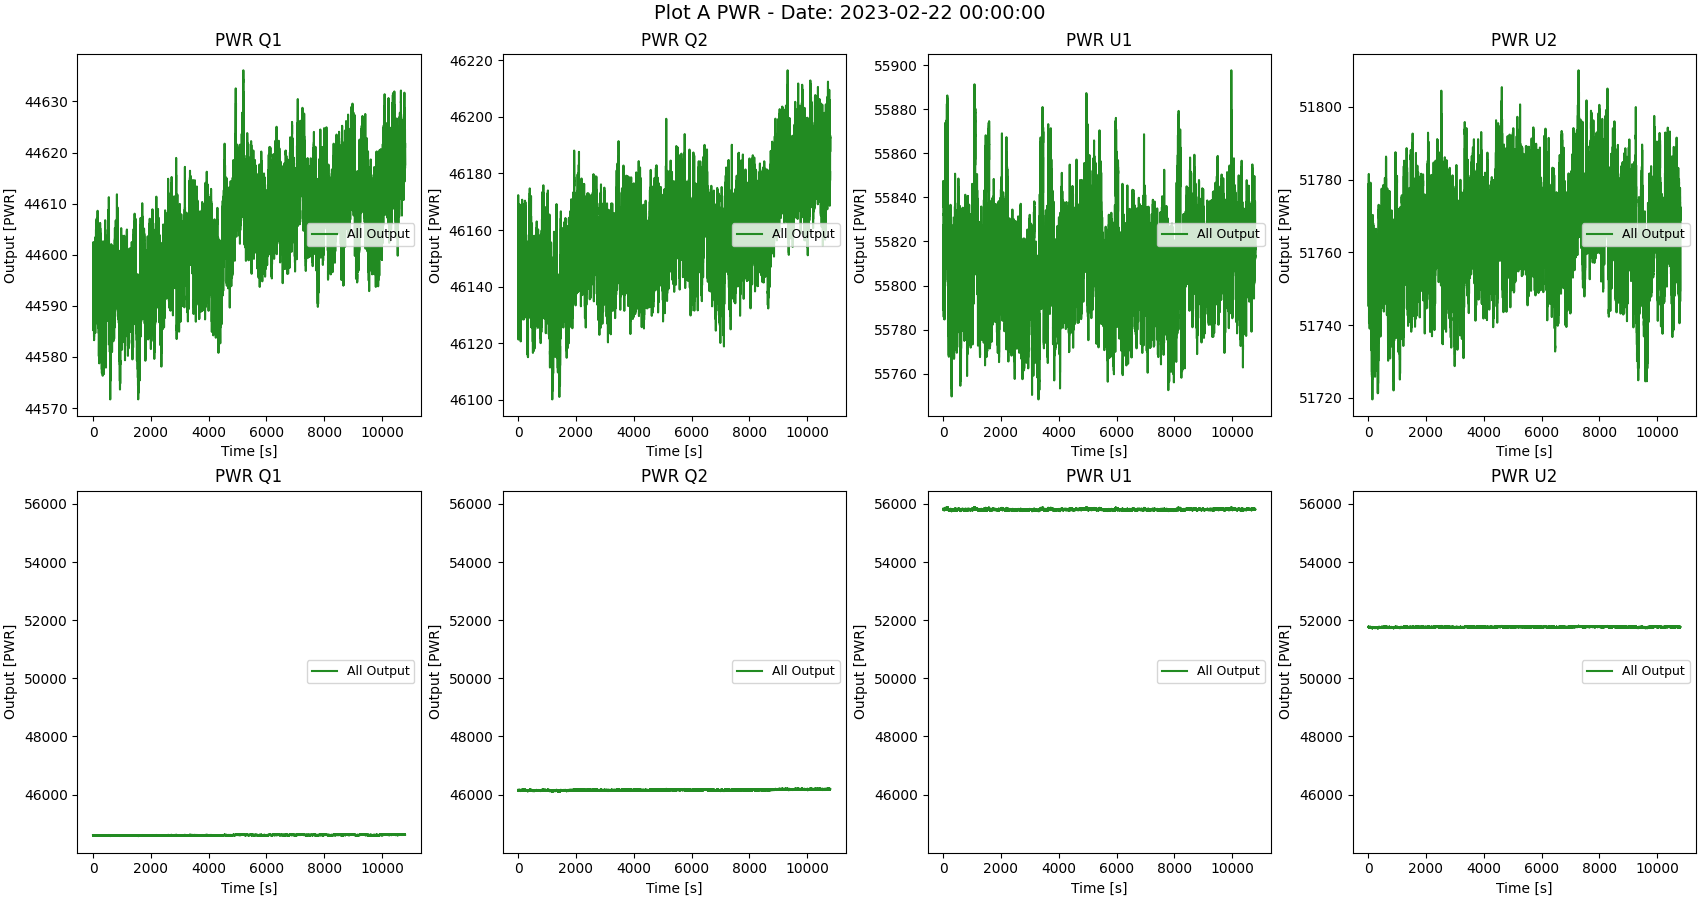 Plot A PWR - Date: 2023-02-22 00:00:00
PWR Q1
PWR Q2
PWR U1
PWR U2
Output [PWR]
44630
44620
44610
44600
44590
44580
44570
All Output
0 2000 4000 6000 8000 10000
Time [s]
Output [PWR]
46220
46200
46180
46160
46140
46120
46100
All Output
0 2000 4000 6000 8000 10000
Time [s]
Output [PWR]
55900
55880
55860
55840
55820
55800
55780
55760
All Output
0 2000 4000 6000 8000 10000
Time [s]
Output [PWR]
51800
51780
51760
51740
51720
All Output
0 2000 4000 6000 8000 10000
Time [s]
PWR Q1
PWR Q2
PWR U1
PWR U2
Output [PWR]
56000
54000
52000
50000
48000
46000
All Output
0 2000 4000 6000 8000 10000
Time [s]
Output [PWR]
56000
54000
52000
50000
48000
46000
All Output
0 2000 4000 6000 8000 10000
Time [s]
Output [PWR]
56000
54000
52000
50000
48000
46000
All Output
0 2000 4000 6000 8000 10000
Time [s]
Output [PWR]
56000
54000
52000
50000
48000
46000
All Output
0 2000 4000 6000 8000 10000
Time [s]